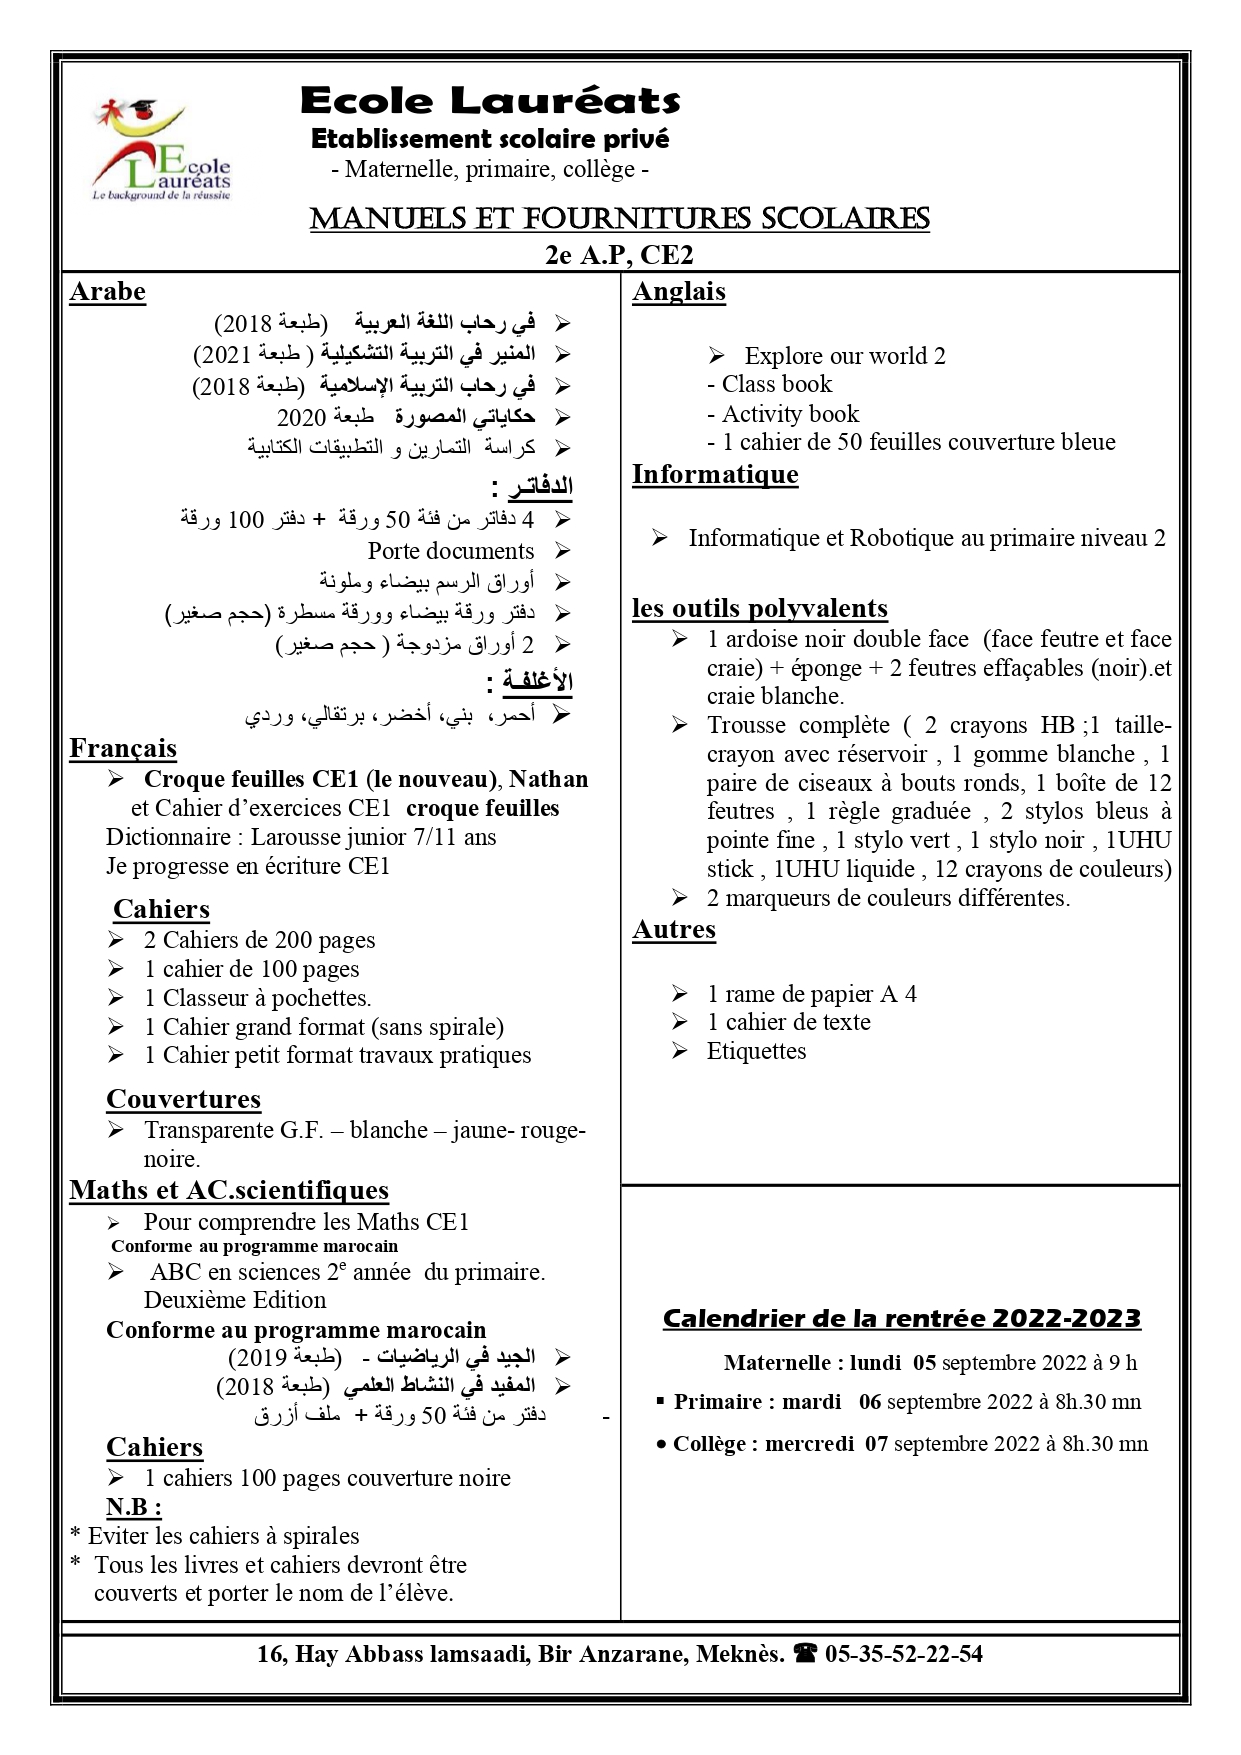 Ecole
Lauréats
Le background de la réussite
Ecole Lauréats
Etablissement scolaire privé
- Maternelle, primaire, collège -
MANUELS ET FOURNITURES SCOLAIRES
2e A.P, CE2
Arabe
في رحاب اللغة العربية (طبعة 2018)
المنير في التربية التشكيلية ( طبعة 2021)
في رحاب التربية الإسلامية (طبعة 2018)
حكاياتي المصورة طبعة 2020
كراسة التمارين و التطبيقات الكتابية
الدفاتـر :
4 دفاتر من فئة 50 ورقة + دفتر 100 ورقة
Porte documents
أوراق الرسم بيضاء وملونة
دفتر ورقة بيضاء وورقة مسطرة (حجم صغير)
2 أوراق مزدوجة ( حجم صغير)
الأغلفـة :
أحمر، بني، أخضر، برتقالي، وردي
Français
Croque feuilles CE1 (le nouveau), Nathan
et Cahier d’exercices CE1 croque feuilles
Dictionnaire : Larousse junior 7/11 ans
Je progresse en écriture CE1
Cahiers
2 Cahiers de 200 pages
1 cahier de 100 pages
1 Classeur à pochettes.
1 Cahier grand format (sans spirale)
1 Cahier petit format travaux pratiques
Couvertures
Transparente G.F. – blanche – jaune- rouge-
noire.
Maths et AC.scientifiques
Pour comprendre les Maths CE1
Conforme au programme marocain
ABC en sciences 2e année du primaire.
Deuxième Edition
Conforme au programme marocain
الجيد في الرياضيات - (طبعة 2019)
المفيد في النشاط العلمي (طبعة 2018)
- دفتر من فئة 50 ورقة + ملف أزرق
Cahiers
1 cahiers 100 pages couverture noire
N.B :
* Eviter les cahiers à spirales
* Tous les livres et cahiers devront être
couverts et porter le nom de l’élève.
Anglais
Explore our world 2
- Class book
- Activity book
- 1 cahier de 50 feuilles couverture bleue
Informatique
Informatique et Robotique au primaire niveau 2
les outils polyvalents
1 ardoise noir double face (face feutre et face
craie) + éponge + 2 feutres effaçables (noir).et
craie blanche.
Trousse complète ( 2 crayons HB ;1 taille-
crayon avec réservoir , 1 gomme blanche , 1
paire de ciseaux à bouts ronds, 1 boîte de 12
feutres , 1 règle graduée , 2 stylos bleus à
pointe fine , 1 stylo vert , 1 stylo noir , 1UHU
stick , 1UHU liquide , 12 crayons de couleurs)
2 marqueurs de couleurs différentes.
Autres
1 rame de papier A 4
1 cahier de texte
Etiquettes
Calendrier de la rentrée 2022-2023
Maternelle : lundi 05 septembre 2022 à 9 h
Primaire : mardi 06 septembre 2022 à 8h.30 mn
Collège : mercredi 07 septembre 2022 à 8h.30 mn
16, Hay Abbass lamsaadi, Bir Anzarane, Meknès. ☎ 05-35-52-22-54